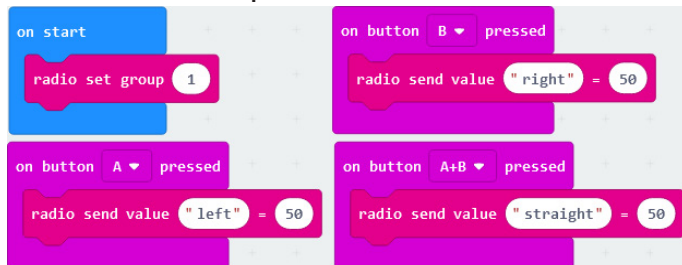 on start
radio set group 1
on button B pressed
radio send value "right" = 50
on button A pressed
radio send value "left" = 50
on button A+B pressed
radio send value "straight" = 50